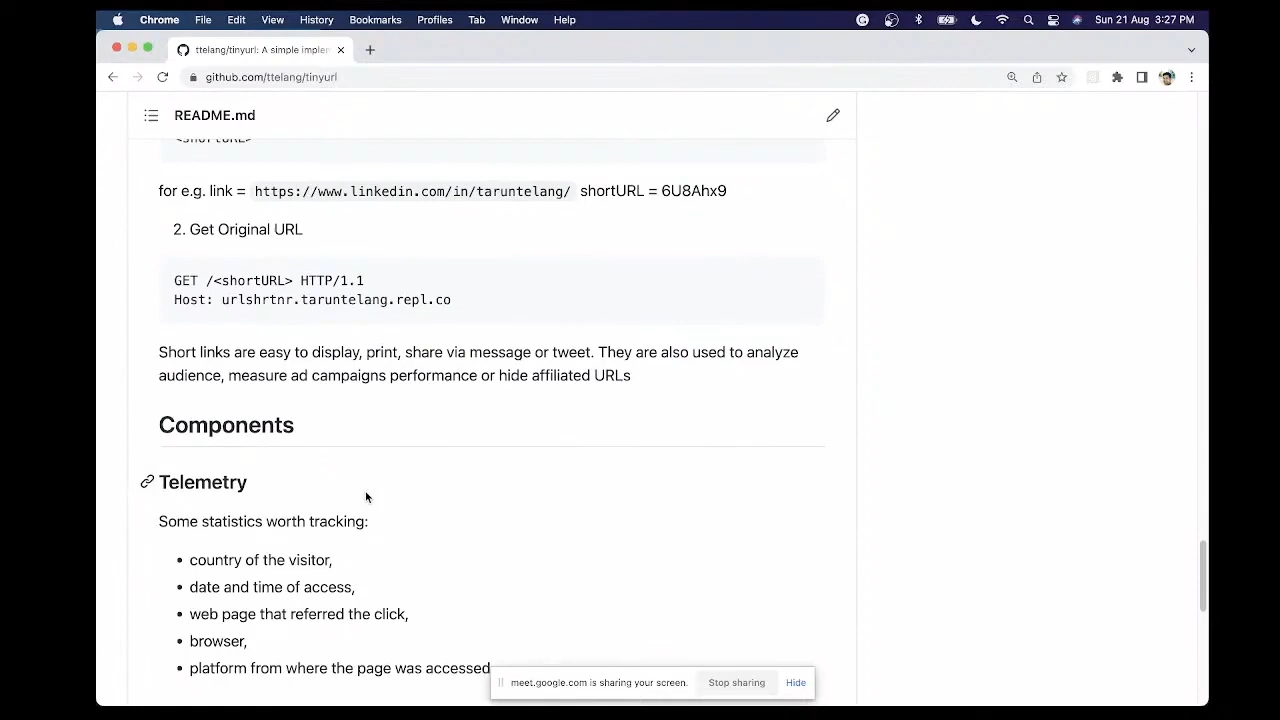 Chrome File Edit View History Bookmarks Profiles Tab Window Help Sun 21 Aug 3:27 PM
ttelang/tinyurl: A simple implem
github.com/ttelang/tinyurl
README.md
<shortURL>
for e.g. link = https://www.linkedin.com/in/taruntelang/ shortURL = 6U8Ahx9
2. Get Original URL
GET /<shortURL> HTTP/1.1
Host: urlshrtnr.taruntelang.repl.co
Short links are easy to display, print, share via message or tweet. They are also used to analyze
audience, measure ad campaigns performance or hide affiliated URLs
Components
Telemetry
Some statistics worth tracking:
• country of the visitor,
• date and time of access,
• web page that referred the click,
• browser,
• platform from where the page was accessed
meet.google.com is sharing your screen. Stop sharing Hide